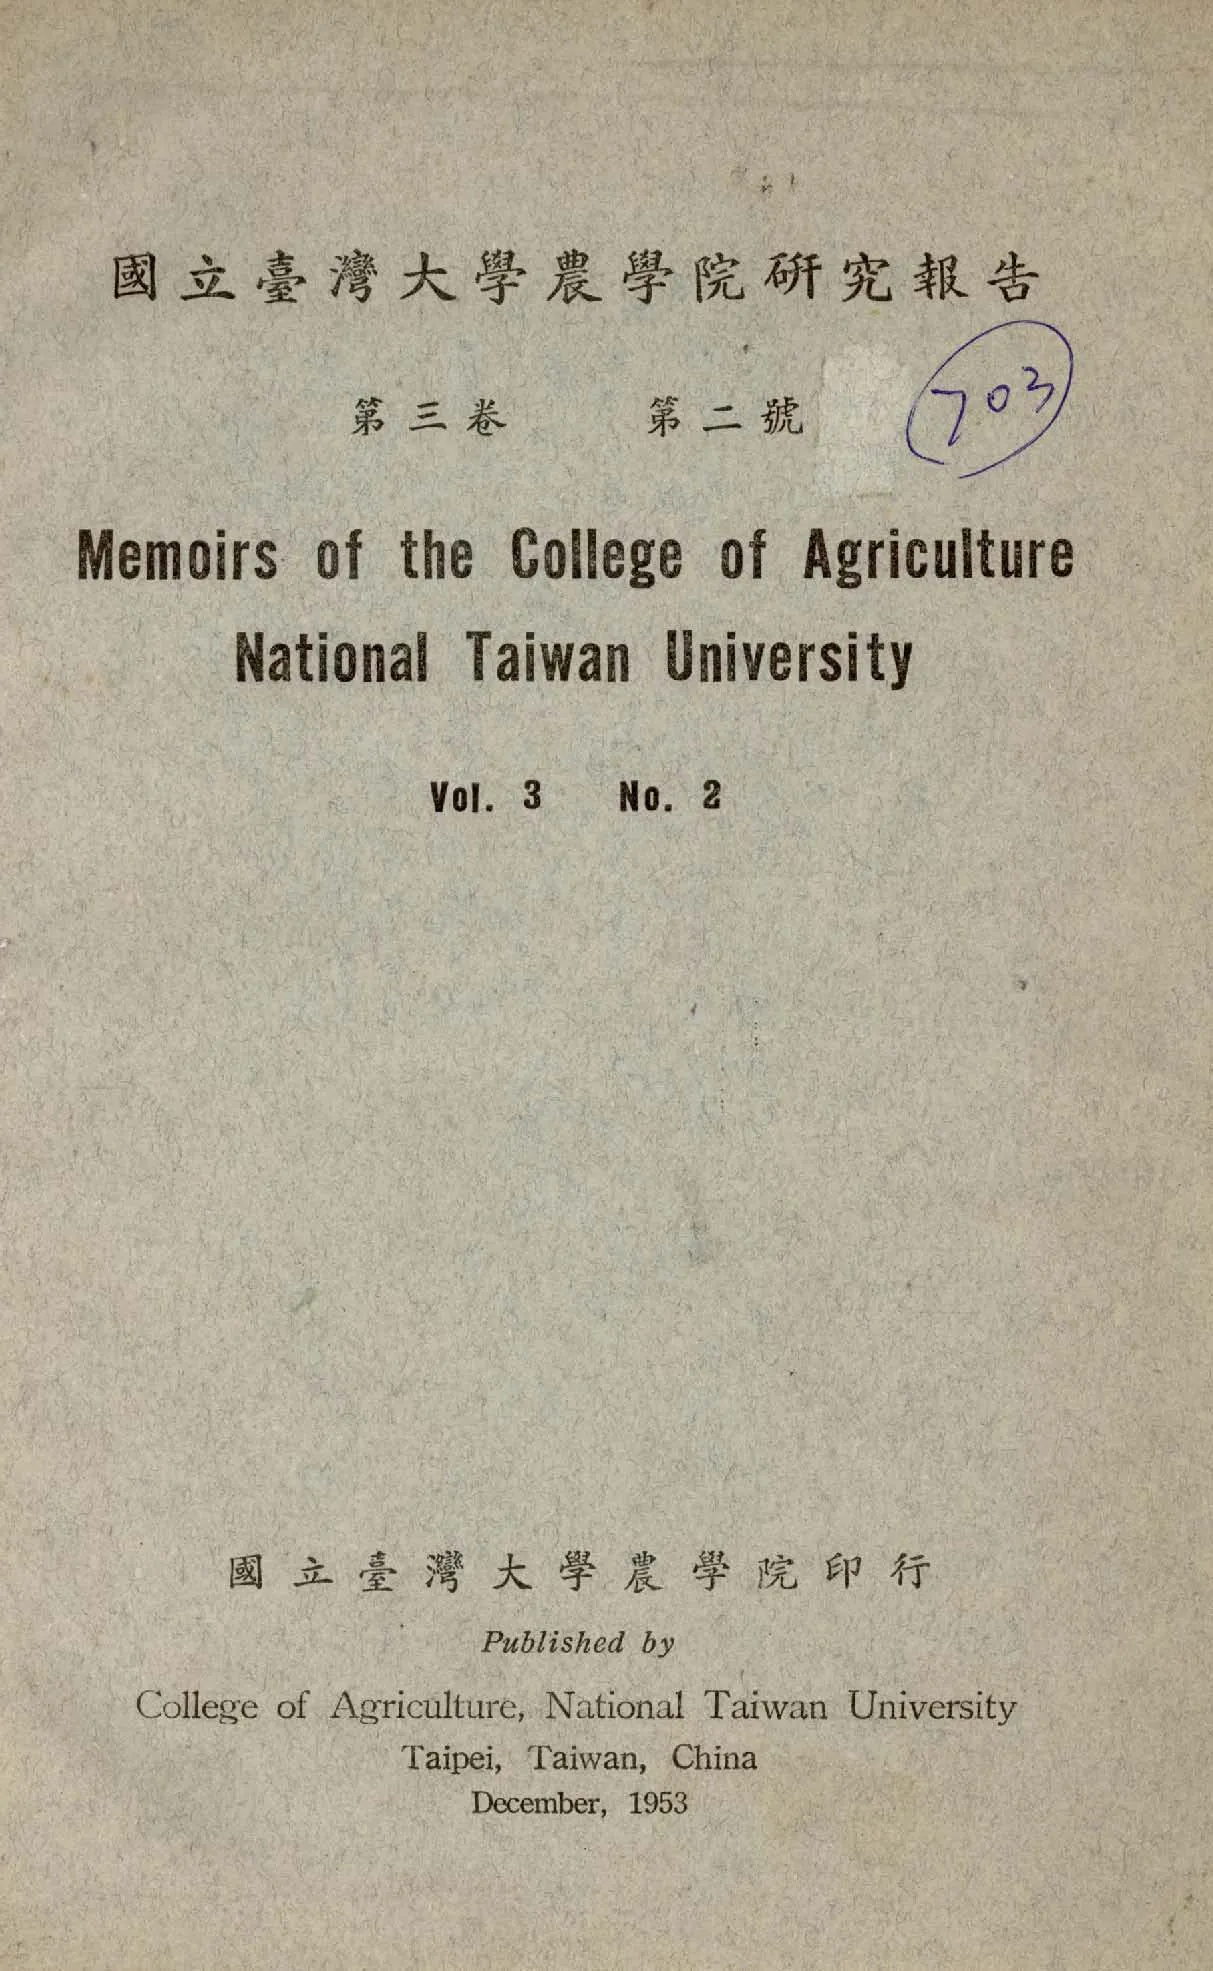 國立臺灣大學農學院研究報告
第三卷 第二號
703
Memoirs of the College of Agriculture
National Taiwan University
Vol. 3 No. 2
國立臺灣大學農學院印行
Published by
College of Agriculture, National Taiwan University
Taipei, Taiwan, China
December, 1953